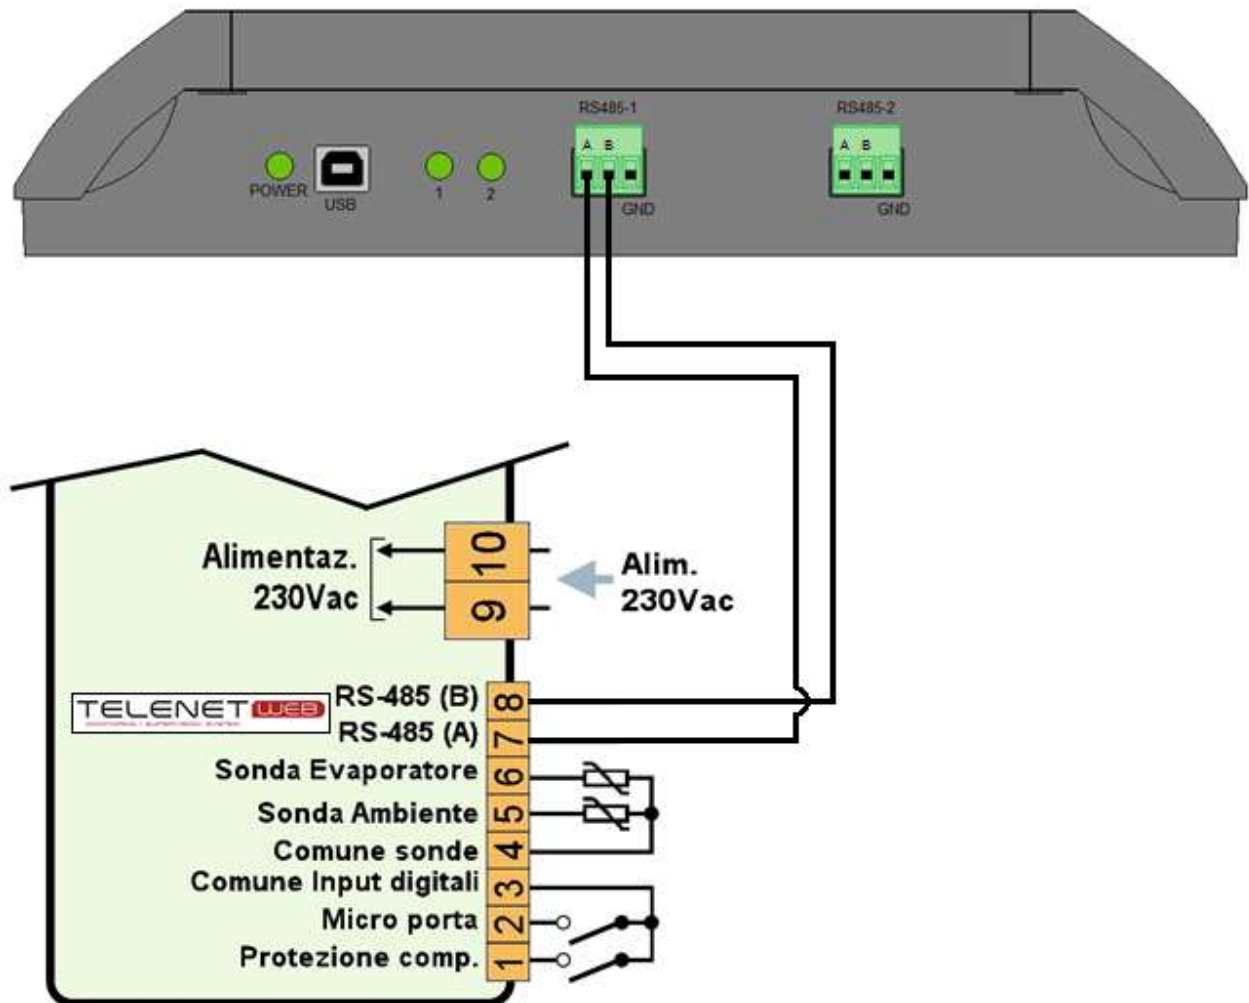 RS485-1
RS485-2
A B
A B
POWER
USB
1
2
GND
GND
Alimentaz.
230Vac
10
9
Alim.
230Vac
TELENET WEB
RS-485 (B) 8
RS-485 (A) 7
Sonda Evaporatore 6
Sonda Ambiente 5
Comune sonde 4
Comune Input digitali 3
Micro porta 2
Protezione comp. 1